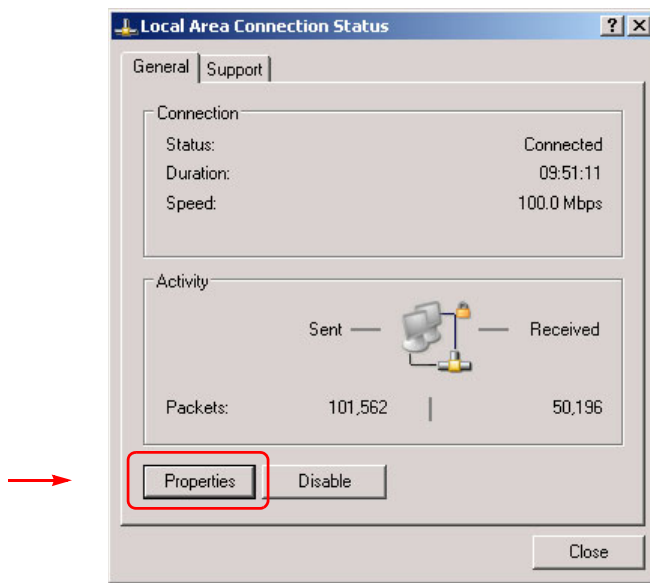 Local Area Connection Status
General Support
Connection
Status: Connected
Duration: 09:51:11
Speed: 100.0 Mbps
Activity
Sent Received
Packets: 101,562 50,196
Properties Disable
Close